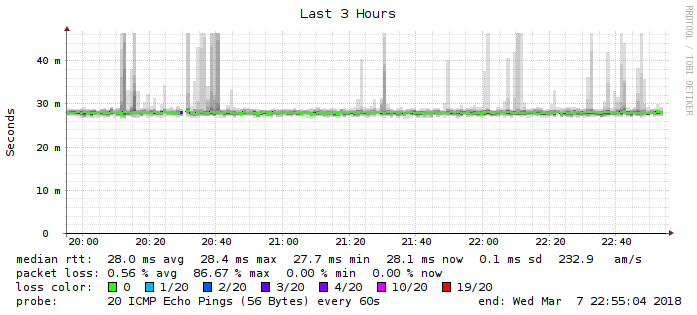 Last 3 Hours
RRDTOOL / TOBI OETIKER
Seconds
40 m
30 m
20 m
10 m
0
20:00 20:20 20:40 21:00 21:20 21:40 22:00 22:20 22:40
median rtt: 28.0 ms avg 28.4 ms max 27.7 ms min 28.1 ms now 0.1 ms sd 232.9 am/s
packet loss: 0.56 % avg 86.67 % max 0.00 % min 0.00 % now
loss color: 0 1/20 2/20 3/20 4/20 10/20 19/20
probe: 20 ICMP Echo Pings (56 Bytes) every 60s end: Wed Mar 7 22:55:04 2018